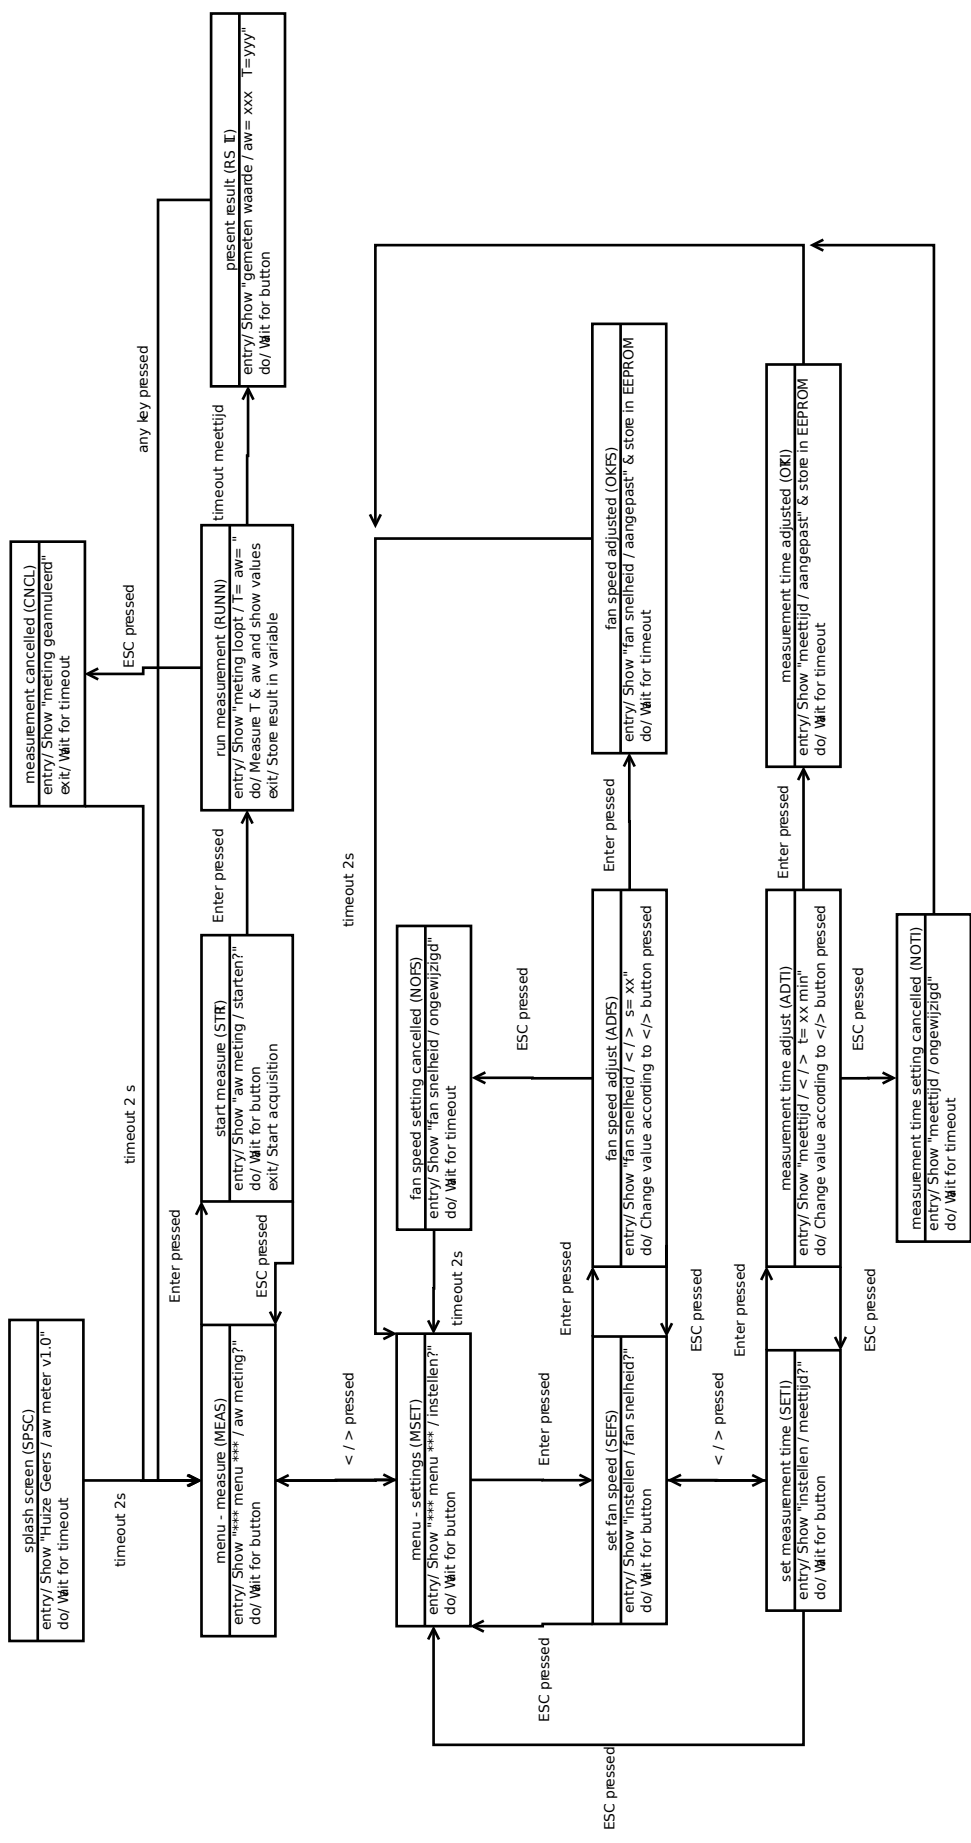 splash screen (SPSC)
entry/ Show "Huize Geers / aw meter v1.0"
do/ Wait for timeout
timeout 2s
measurement cancelled (CNCL)
entry/ Show "meting geannuleerd"
exit/ Wait for timeout
timeout 2 s
ESC pressed
any key pressed
menu - measure (MEAS)
entry/ Show "*** menu *** / aw meting?"
do/ Wait for button
Enter pressed
ESC pressed
start measure (STR)
entry/ Show "aw meting / starten?"
do/ Wait for button
exit/ Start acquisition
Enter pressed
run measurement (RUNN)
entry/ Show "meting loopt / T= aw= "
do/ Measure T & aw and show values
exit/ Store result in variable
timeout meettijd
present result (RS
entry/ Show "gemeten waarde / aw= xxx T=yyy"
do/ Wait for button
< / > pressed
timeout 2s
menu - settings (MSET)
entry/ Show "*** menu *** / instellen?"
do/ Wait for button
timeout 2s
fan speed setting cancelled (NOFS)
entry/ Show "fan snelheid / ongewijzigd"
do/ Wait for timeout
Enter pressed
ESC pressed
ESC pressed
set fan speed (SEFS)
entry/ Show "instellen / fan snelheid?"
do/ Wait for button
Enter pressed
ESC pressed
fan speed adjust (ADFS)
entry/ Show "fan snelheid / < / > s= xx"
do/ Change value according to </> button pressed
Enter pressed
fan speed adjusted (OKFS)
entry/ Show "fan snelheid / aangepast" & store in EEPROM
do/ Wait for timeout
ESC pressed
< / > pressed
set measurement time (SETI)
entry/ Show "instellen / meettijd?"
do/ Wait for button
Enter pressed
ESC pressed
measurement time adjust (ADTI)
entry/ Show "meettijd / < / > t= xx min"
do/ Change value according to </> button pressed
Enter pressed
measurement time adjusted (OKI)
entry/ Show "meettijd / aangepast" & store in EEPROM
do/ Wait for timeout
ESC pressed
measurement time setting cancelled (NOTI)
entry/ Show "meettijd / ongewijzigd"
do/ Wait for timeout